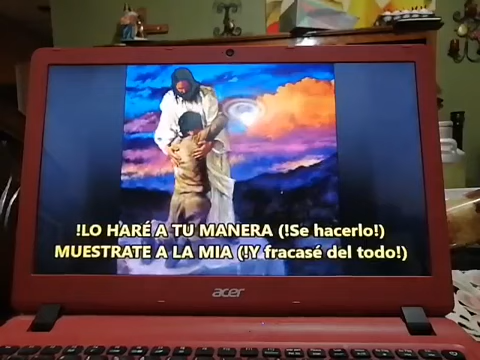 !LO HARÉ A TU MANERA (!Se hacerlo!)
MUESTRATE A LA MIA (!Y fracasé del todo!)
acer